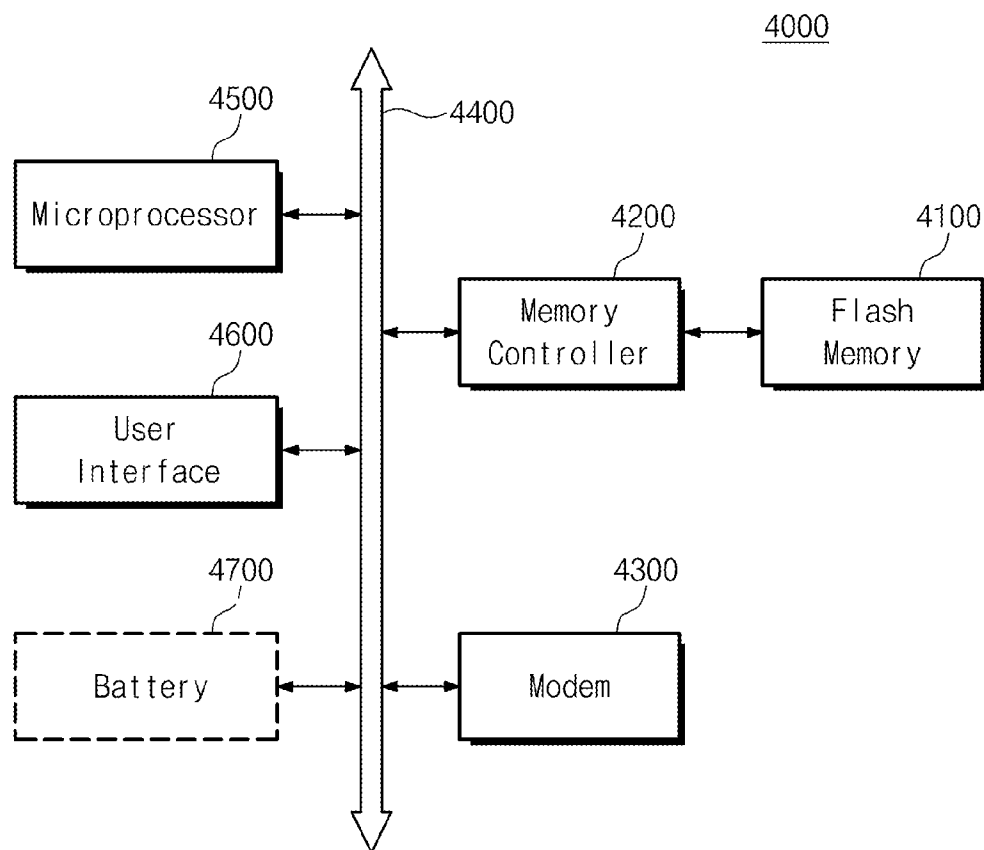 4000
4500
4400
Microprocessor
4200
4100
Memory
Controller
Flash
Memory
4600
User
Interface
4700
4300
Battery
Modem